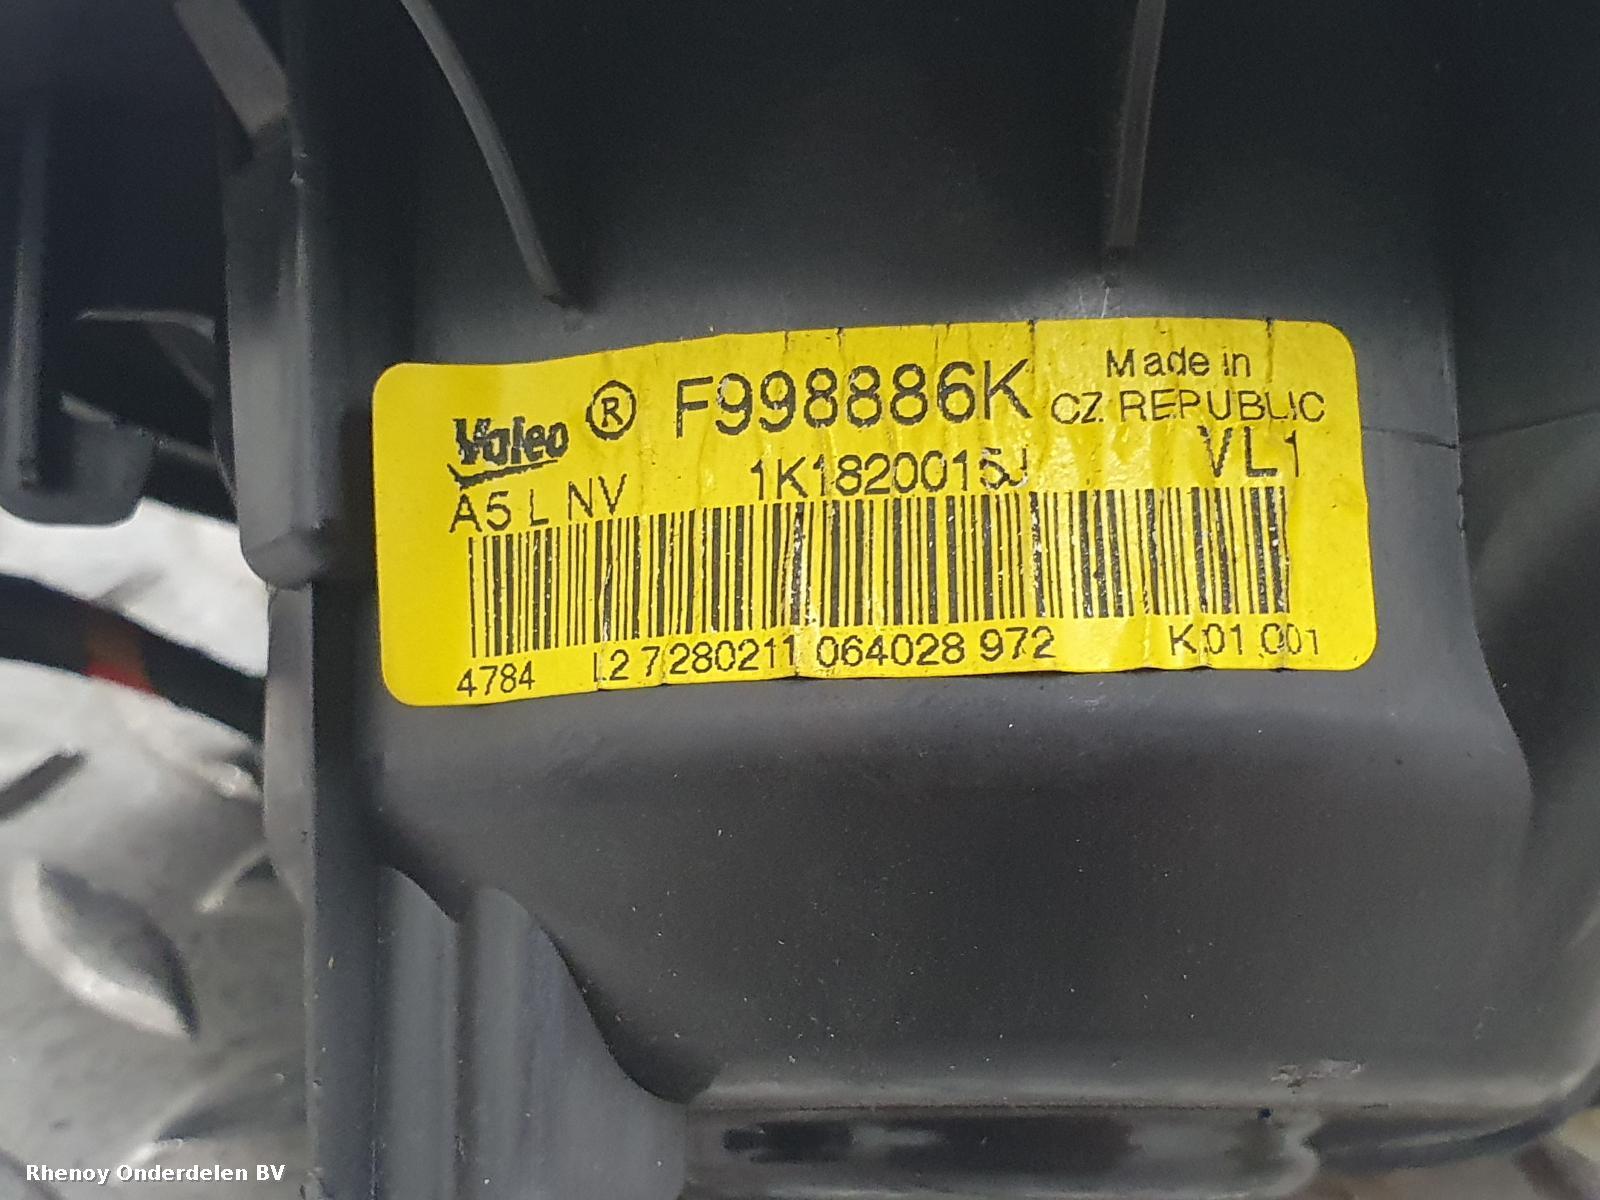 Valeo ® F998886K Made in
CZ REPUBLIC
A5 L NV 1K1820015J VL1
4784 L2 7280211 064028 972 K 01 001
Rhenoy Onderdelen BV